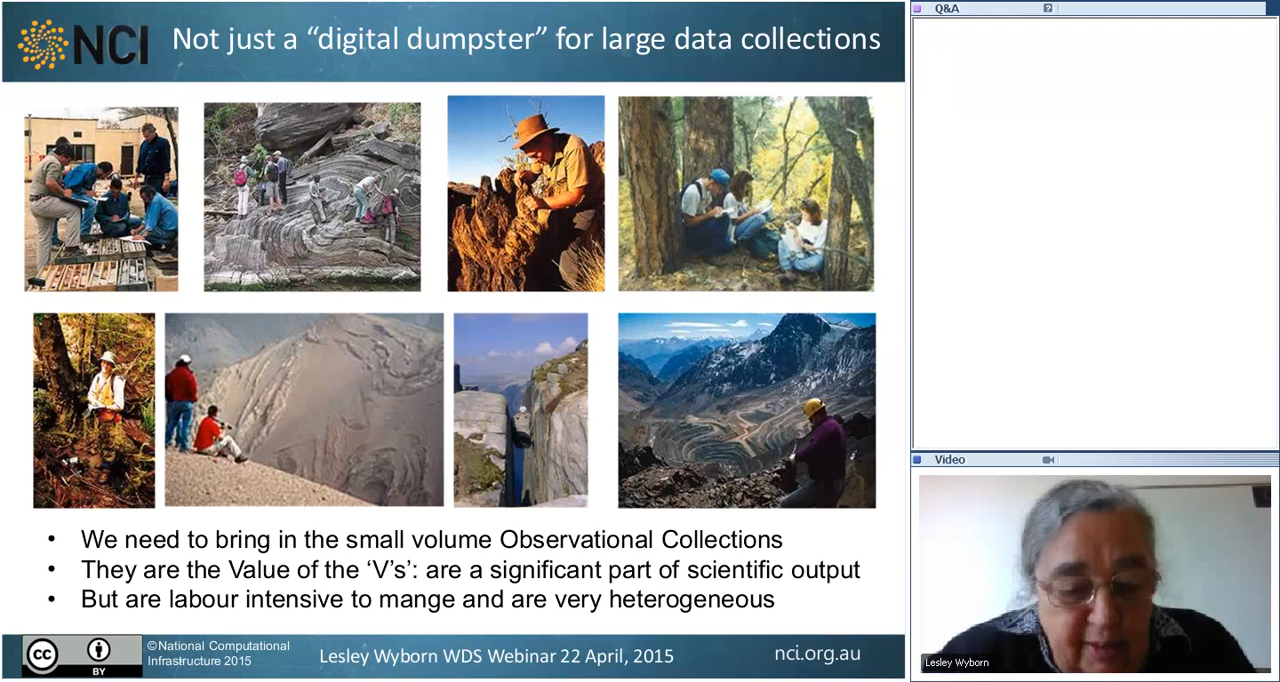 NCI
Not just a “digital dumpster” for large data collections
• We need to bring in the small volume Observational Collections
• They are the Value of the ‘V’s’: are a significant part of scientific output
• But are labour intensive to mange and are very heterogeneous
cc
BY
©National Computational
Infrastructure 2015
Lesley Wyborn WDS Webinar 22 April, 2015
nci.org.au
Q&A
?
Video
Lesley Wyborn